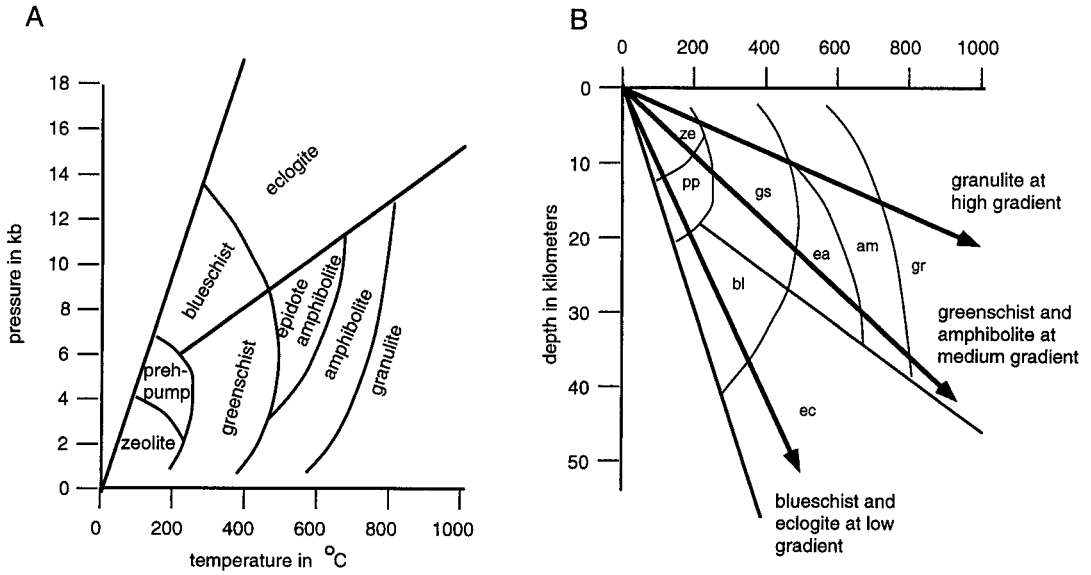 A
pressure in kb
18
16
14
12
10
8
6
4
2
0
0
200
400
600
800
1000
temperature in °C
eclogite
blueschist
preh-
pump
zeolite
greenschist
epidote
amphibolite
amphibolite
granulite
B
0
200
400
600
800
1000
0
10
20
30
40
50
depth in kilometers
ze
pp
gs
ea
am
gr
bl
ec
granulite at
high gradient
greenschist and
amphibolite at
medium gradient
blueschist and
eclogite at low
gradient